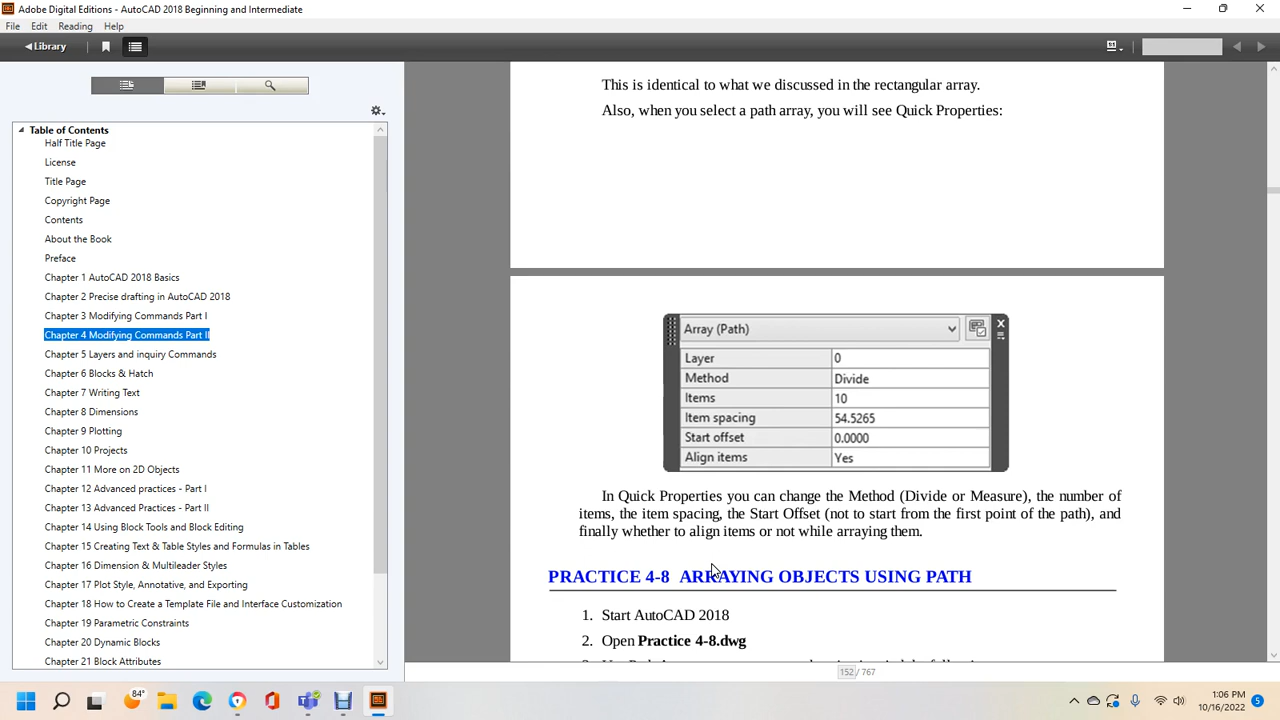 Adobe Digital Editions - AutoCAD 2018 Beginning and Intermediate
File Edit Reading Help
Library
Table of Contents
Half Title Page
License
Title Page
Copyright Page
Contents
About the Book
Preface
Chapter 1 AutoCAD 2018 Basics
Chapter 2 Precise drafting in AutoCAD 2018
Chapter 3 Modifying Commands Part I
Chapter 4 Modifying Commands Part II
Chapter 5 Layers and inquiry Commands
Chapter 6 Blocks & Hatch
Chapter 7 Writing Text
Chapter 8 Dimensions
Chapter 9 Plotting
Chapter 10 Projects
Chapter 11 More on 2D Objects
Chapter 12 Advanced practices - Part I
Chapter 13 Advanced Practices - Part II
Chapter 14 Using Block Tools and Block Editing
Chapter 15 Creating Text & Table Styles and Formulas in Tables
Chapter 16 Dimension & Multileader Styles
Chapter 17 Plot Style, Annotative, and Exporting
Chapter 18 How to Create a Template File and Interface Customization
Chapter 19 Parametric Constraints
Chapter 20 Dynamic Blocks
Chapter 21 Block Attributes
This is identical to what we discussed in the rectangular array.
Also, when you select a path array, you will see Quick Properties:
Array (Path)
Layer 0
Method Divide
Items 10
Item spacing 54.5265
Start offset 0.0000
Align items Yes
In Quick Properties you can change the Method (Divide or Measure), the number of
items, the item spacing, the Start Offset (not to start from the first point of the path), and
finally whether to align items or not while arraying them.
PRACTICE 4-8 ARRAYING OBJECTS USING PATH
1. Start AutoCAD 2018
2. Open Practice 4-8.dwg
152 / 767
84°
1:06 PM
10/16/2022
5